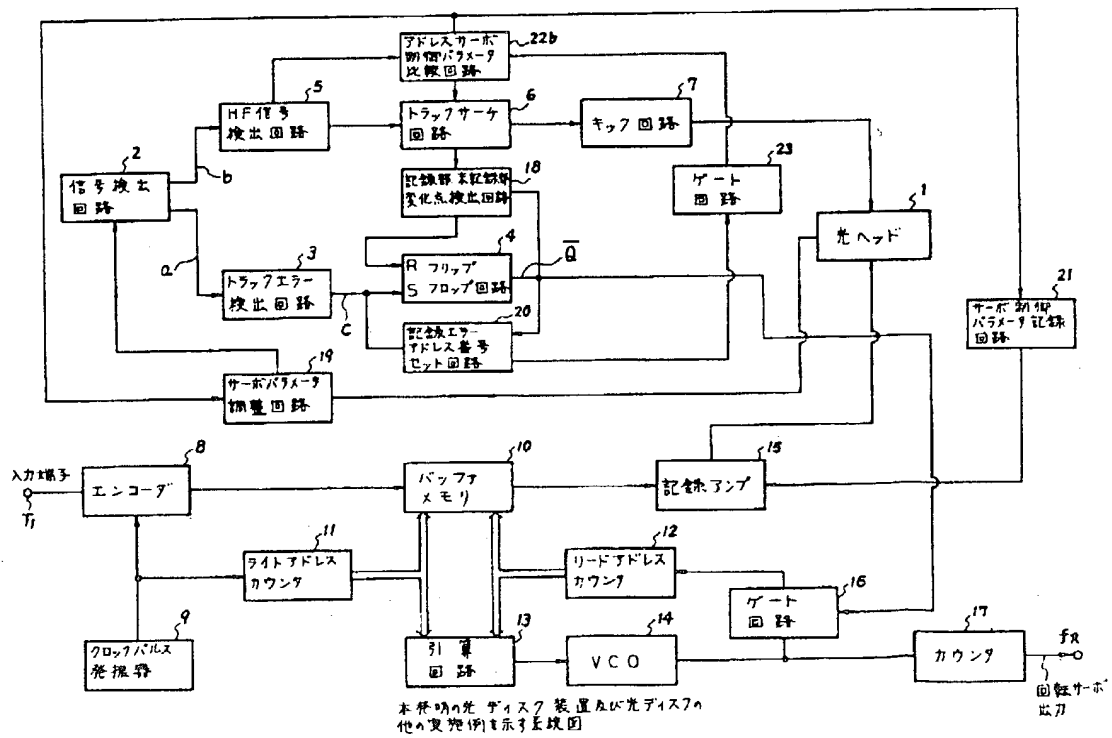 アドレスサーボ
制御パラメータ
比較回路
22b
5
HF信号
検出回路
6
トラックサーチ
回路
7
キック回路
2
信号検出
回路
b
a
18
記録部未記録部
変化点検出回路
23
ゲート
回路
1
光ヘッド
3
トラックエラー
検出回路
C
4
R フリップ
S フロップ回路
Q
20
記録エラー
アドレス番号
セット回路
21
サーボ制御
パラメータ記録
回路
19
サーボパラメータ
調整回路
入力端子
T1
8
エンコーダ
10
バッファ
メモリ
15
記録アンプ
11
ライトアドレス
カウンタ
12
リードアドレス
カウンタ
16
ゲート
回路
9
クロックパルス
発振器
13
引算
回路
14
VCO
17
カウンタ
fR
回転サーボ
出力
本発明の光ディスク装置及び光ディスクの
他の実施例を示す系統図